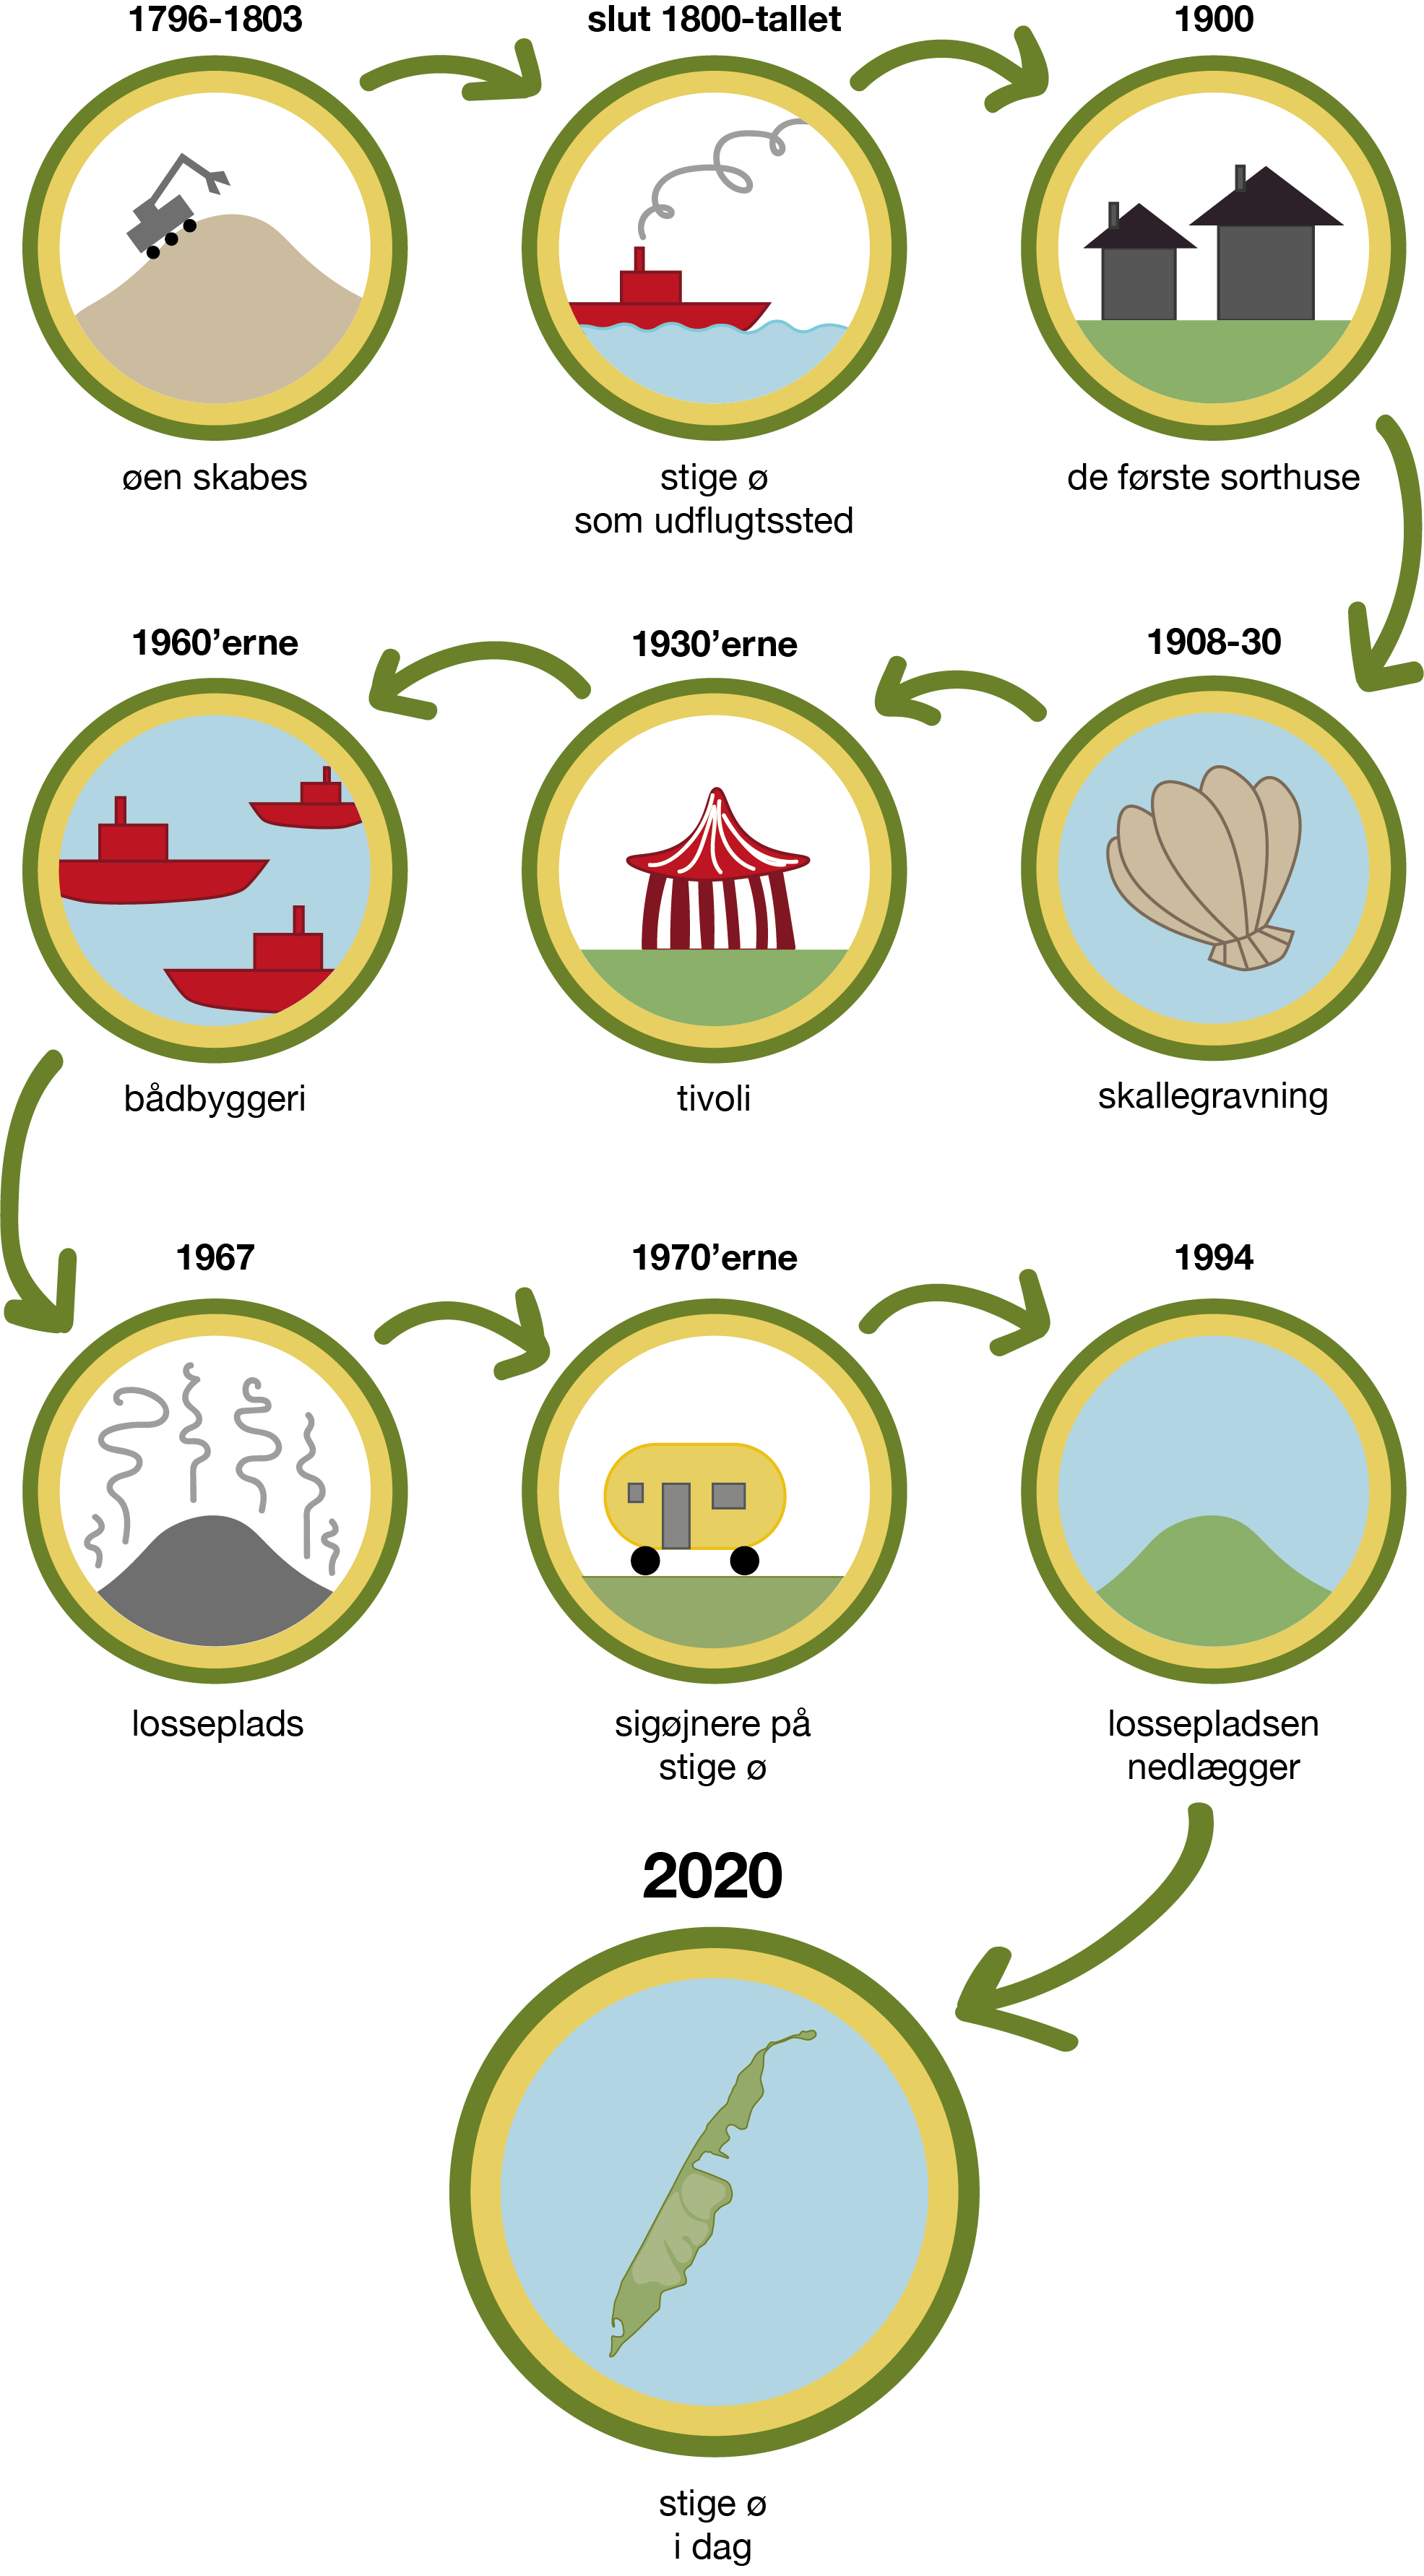 1796-1803
øen skabes
slut 1800-tallet
stige ø
som udflugtssted
1900
de første sorthuse
1908-30
skallegravning
1930’erne
tivoli
1960’erne
bådbyggeri
1967
losseplads
1970’erne
sigøjnere på
stige ø
1994
lossepladsen
nedlægger
2020
stige ø
i dag